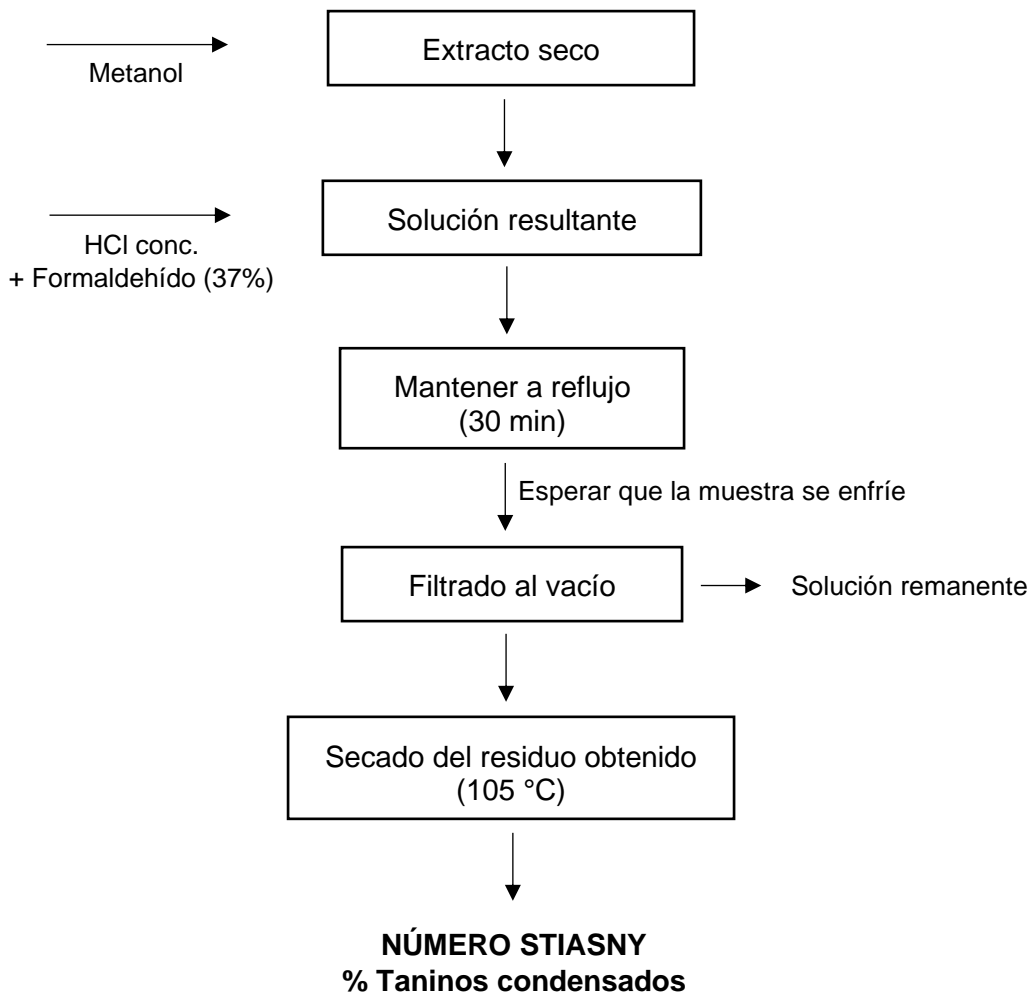 Extracto seco
Metanol
Solución resultante
HCl conc.
+ Formaldehído (37%)
Mantener a reflujo
(30 min)
Esperar que la muestra se enfríe
Filtrado al vacío
Solución remanente
Secado del residuo obtenido
(105 °C)
NÚMERO STIASNY
% Taninos condensados